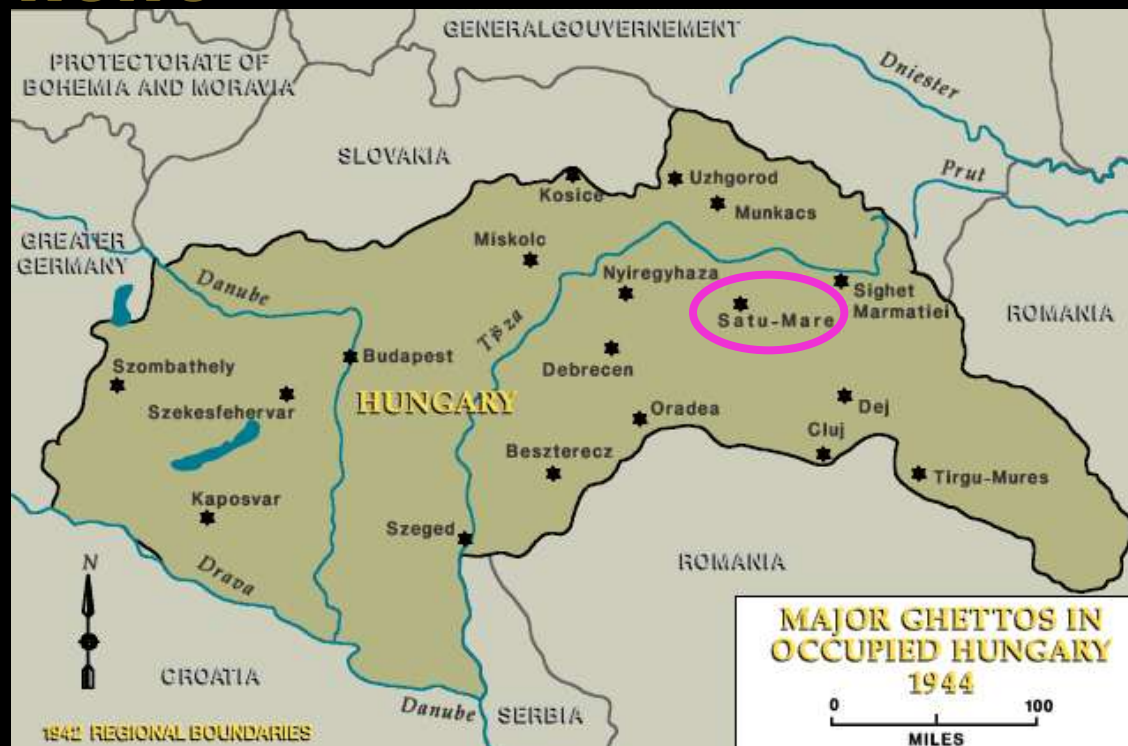 GENERALGOUVERNEMENT
PROTECTORATE OF
BOHEMIA AND MORAVIA
Dniester
SLOVAKIA
Prut
Kosice
Uzhgorod
Munkacs
GREATER
GERMANY
Miskolc
Danube
Nyiregyhaza
Sighet
Marmatiei
ROMANIA
Satu-Mare
Tisza
Budapest
Szombathely
Debrecen
HUNGARY
Szekesfehervar
Oradea
Dej
Cluj
Beszterecz
Tirgu-Mures
Kaposvar
Szeged
ROMANIA
Drava
N
MAJOR GHETTOS IN
OCCUPIED HUNGARY
1944
CROATIA
Danube
SERBIA
0 100
MILES
1942 REGIONAL BOUNDARIES